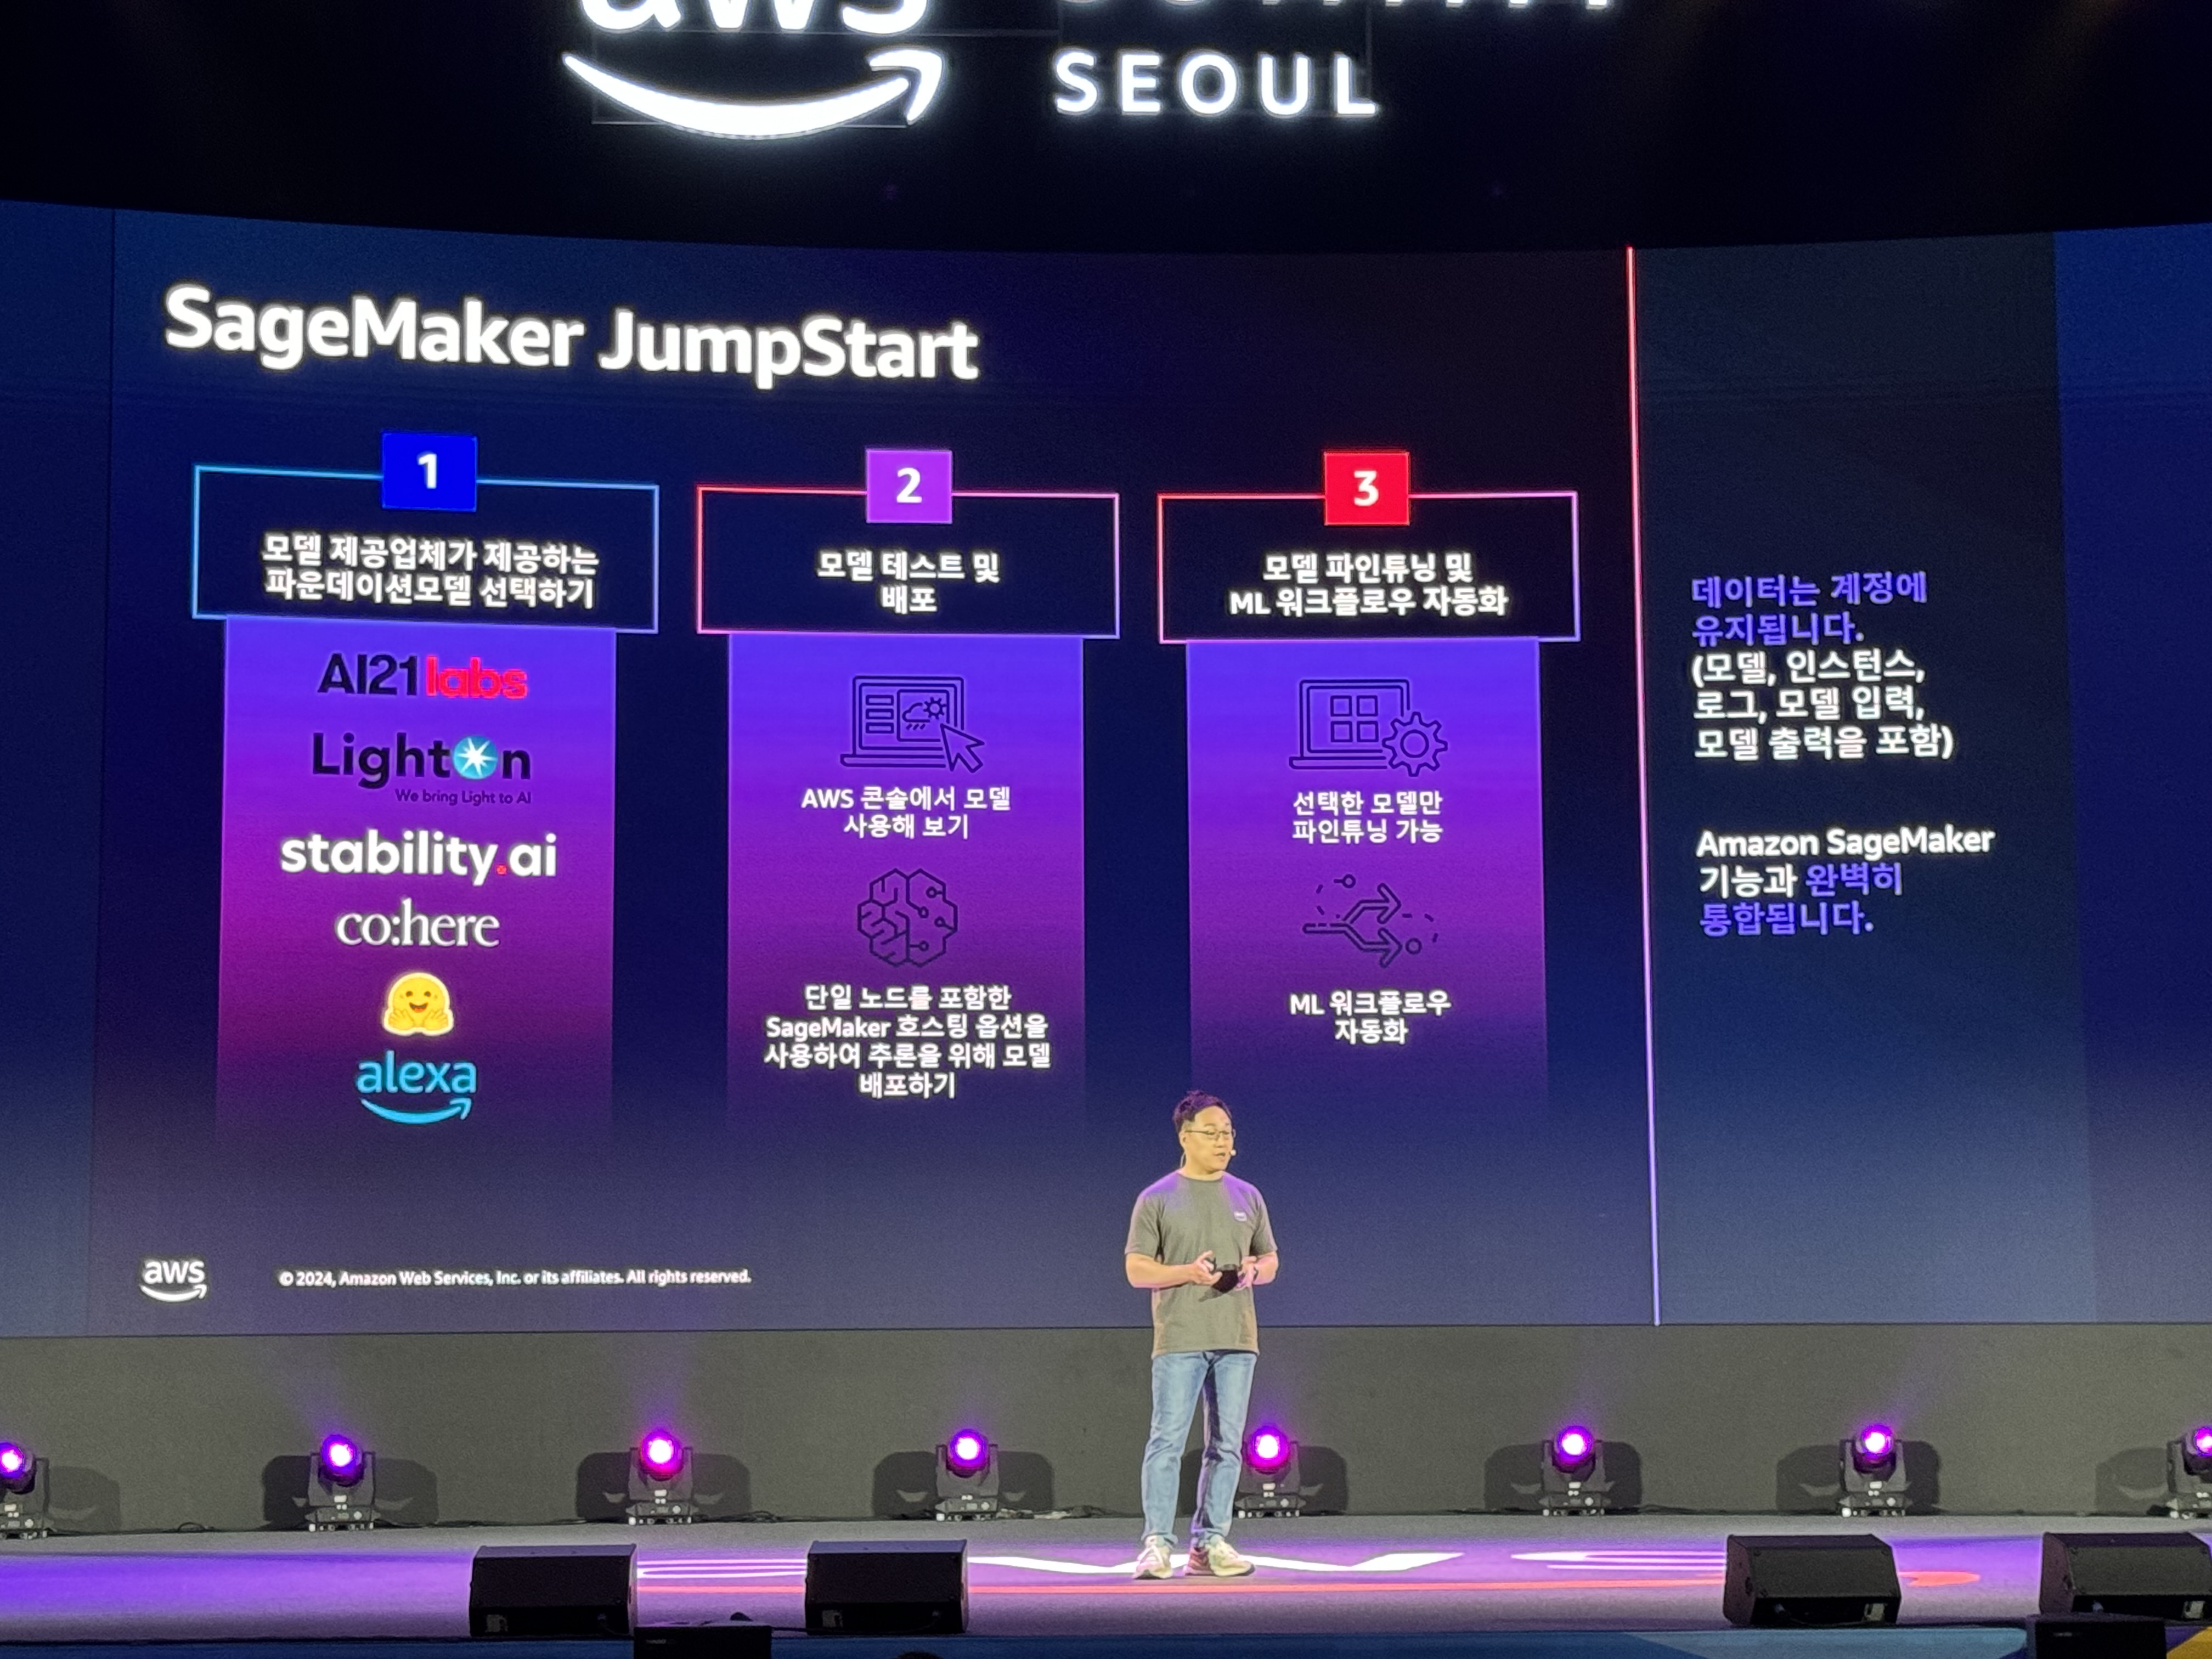 aws
SEOUL
SageMaker JumpStart
1
모델 제공업체가 제공하는
파운데이션모델 선택하기
AI21 labs
LightOn
We bring Light to AI
stability.ai
co:here
alexa
2
모델 테스트 및
배포
AWS 콘솔에서 모델
사용해 보기
단일 노드를 포함한
SageMaker 호스팅 옵션을
사용하여 추론을 위해 모델
배포하기
3
모델 파인튜닝 및
ML 워크플로우 자동화
선택한 모델만
파인튜닝 가능
ML 워크플로우
자동화
데이터는 계정에
유지됩니다.
(모델, 인스턴스,
로그, 모델 입력,
모델 출력을 포함)
Amazon SageMaker
기능과 완벽히
통합됩니다.
aws
© 2024, Amazon Web Services, Inc. or its affiliates. All rights reserved.